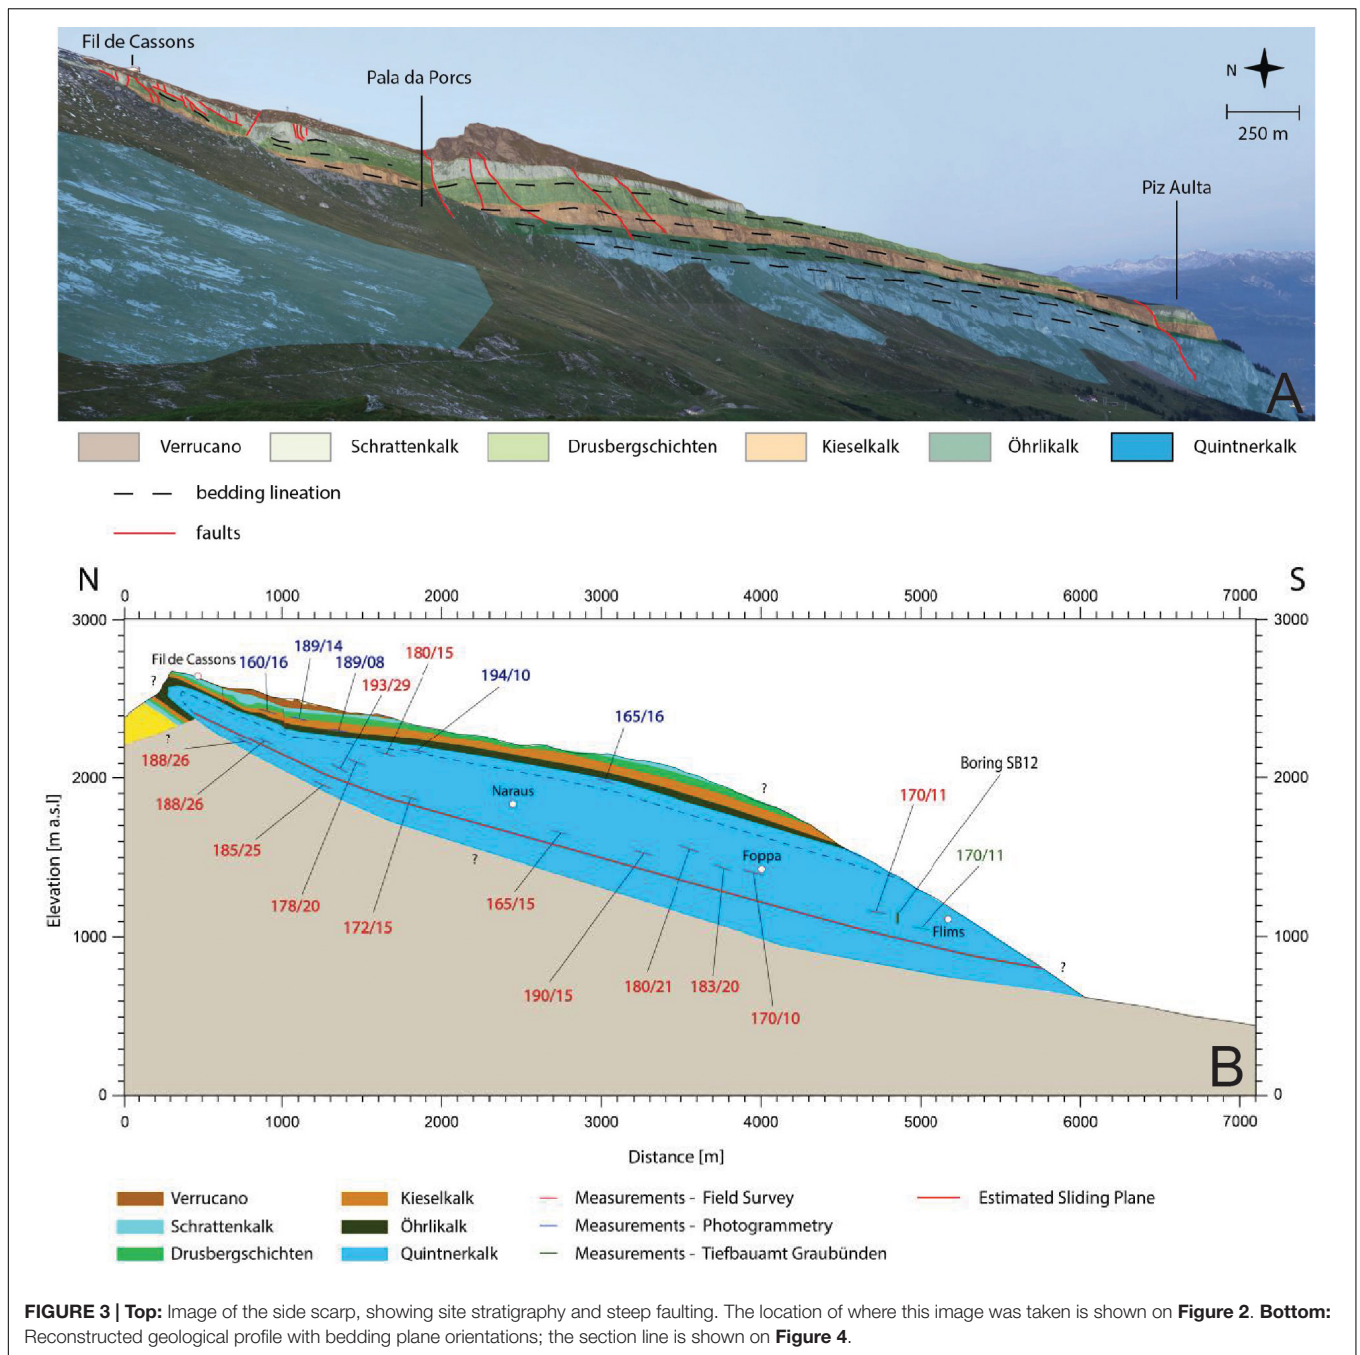 Fil de Cassons
Pala da Porcs
N
250 m
Piz Aulta
A
Verrucano Schrattenkalk Drusbergschichten Kieselkalk Öhrlikalk Quintnerkalk
bedding lineation
faults
N S
0 1000 2000 3000 4000 5000 6000 7000
3000 3000
Fil de Cassons 160/16 189/14 189/08 180/15
193/29 194/10
165/16
? ?
188/26
2000 2000
188/26
Naraus
?
Boring SB12
170/11
185/25
?
Foppa
170/11
178/20
172/15
165/15
Flims
1000 1000
?
190/15 180/21 183/20
170/10
B
0 0
0 1000 2000 3000 4000 5000 6000 7000
Elevation [m a.s.l]
Distance [m]
Verrucano Kieselkalk Measurements - Field Survey Estimated Sliding Plane
Schrattenkalk Öhrlikalk Measurements - Photogrammetry
Drusbergschichten Quintnerkalk Measurements - Tiefbauamt Graubünden
FIGURE 3 | Top: Image of the side scarp, showing site stratigraphy and steep faulting. The location of where this image was taken is shown on Figure 2. Bottom:
Reconstructed geological profile with bedding plane orientations; the section line is shown on Figure 4.